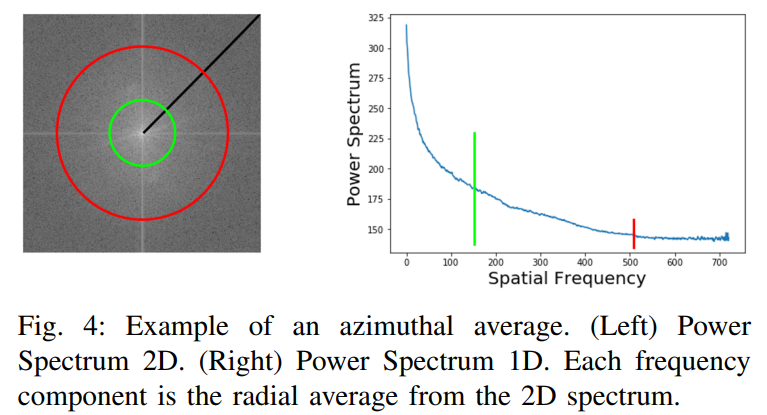 325
300
275
250
225
200
175
150
Power Spectrum
0 100 200 300 400 500 600 700
Spatial Frequency
Fig. 4: Example of an azimuthal average. (Left) Power
Spectrum 2D. (Right) Power Spectrum 1D. Each frequency
component is the radial average from the 2D spectrum.